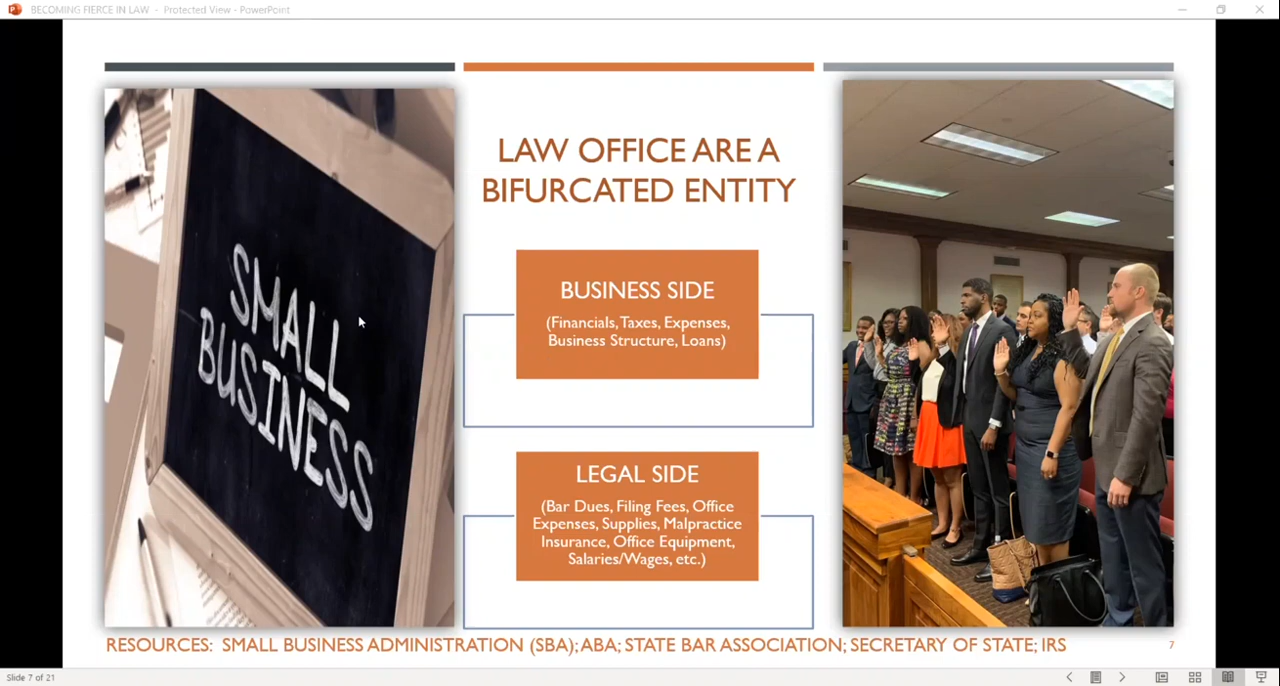 BECOMING FIERCE IN LAW - Protected View - PowerPoint
SMALL
BUSINESS
LAW OFFICE ARE A
BIFURCATED ENTITY
BUSINESS SIDE
(Financials, Taxes, Expenses,
Business Structure, Loans)
LEGAL SIDE
(Bar Dues, Filing Fees, Office
Expenses, Supplies, Malpractice
Insurance, Office Equipment,
Salaries/Wages, etc.)
RESOURCES: SMALL BUSINESS ADMINISTRATION (SBA); ABA; STATE BAR ASSOCIATION; SECRETARY OF STATE; IRS
7
Slide 7 of 21